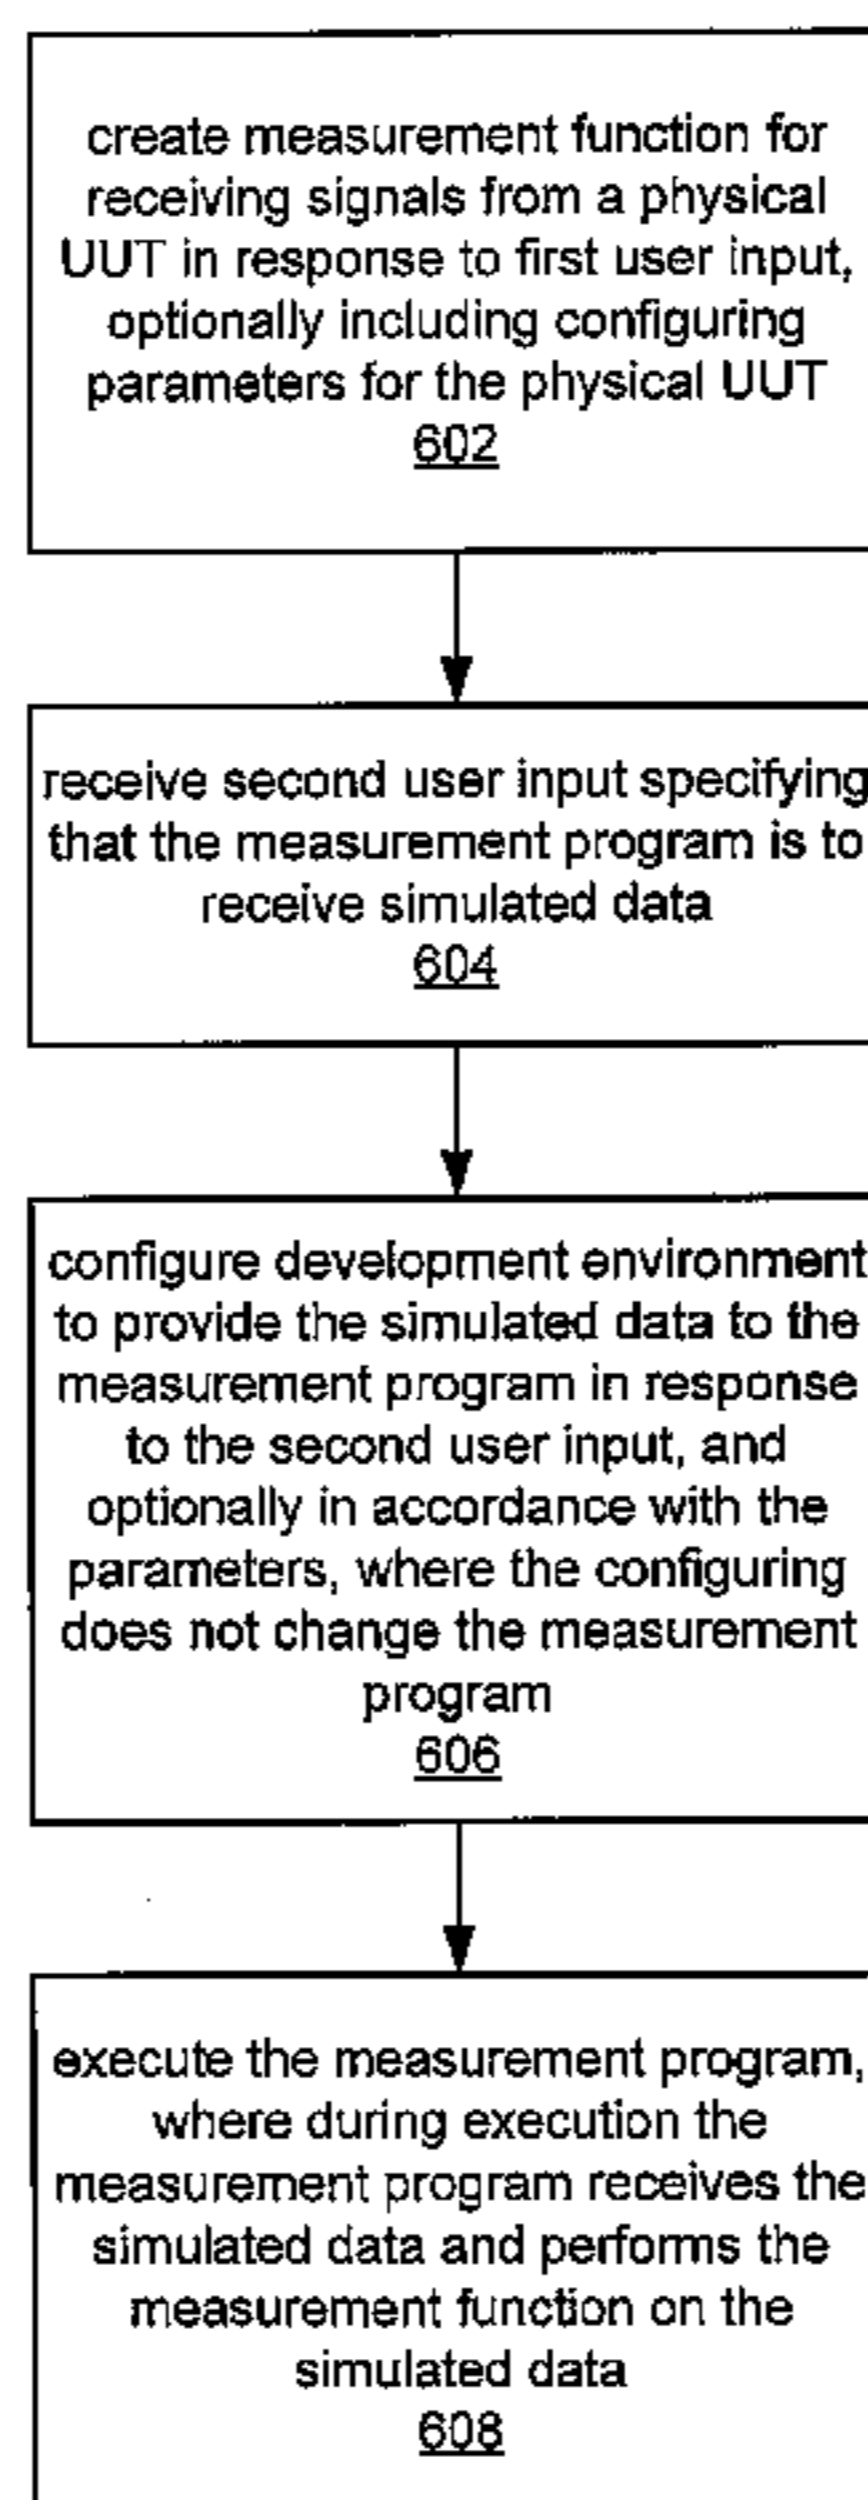 create measurement function for
receiving signals from a physical
UUT in response to first user input,
optionally including configuring
parameters for the physical UUT
602
receive second user input specifying
that the measurement program is to
receive simulated data
604
configure development environment
to provide the simulated data to the
measurement program in response
to the second user input, and
optionally in accordance with the
parameters, where the configuring
does not change the measurement
program
606
execute the measurement program,
where during execution the
measurement program receives the
simulated data and performs the
measurement function on the
simulated data
608